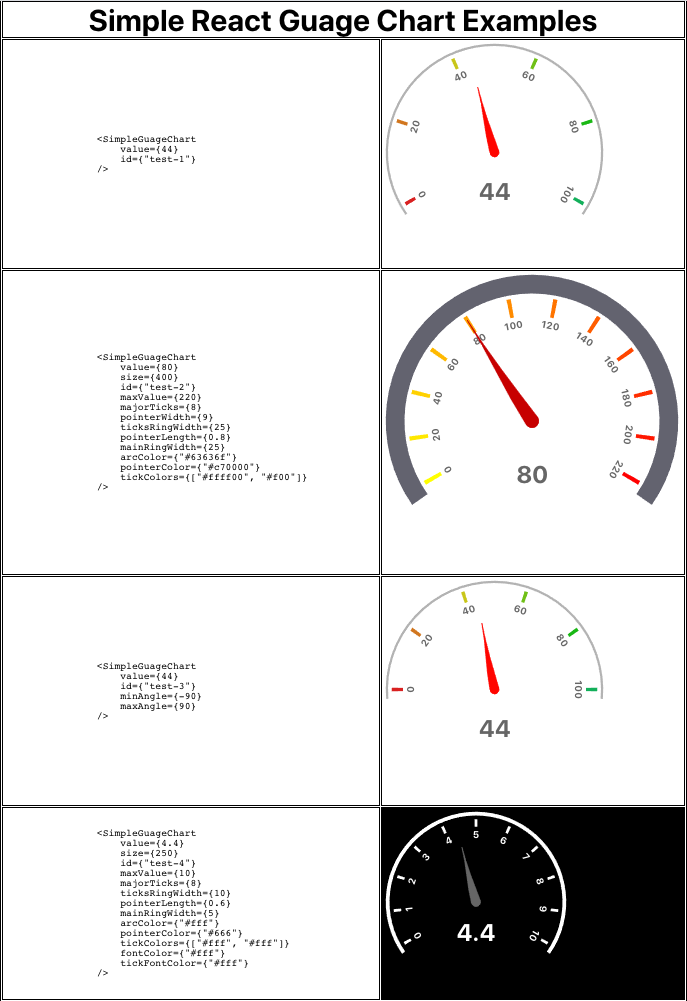 Simple React Guage Chart Examples
<SimpleGuageChart
value={44}
id={"test-1"}
/>
0
20
40
60
80
100
44
<SimpleGuageChart
value={80}
size={400}
id={"test-2"}
maxValue={220}
majorTicks={8}
pointerWidth={9}
ticksRingWidth={25}
pointerLength={0.8}
mainRingWidth={25}
arcColor={"#63636f"}
pointerColor={"#c70000"}
tickColors={["#ffff00", "#f00"]}
/>
0
20
40
60
80
100
120
140
160
180
200
220
80
<SimpleGuageChart
value={44}
id={"test-3"}
minAngle={-90}
maxAngle={90}
/>
0
20
40
60
80
100
44
<SimpleGuageChart
value={4.4}
size={250}
id={"test-4"}
maxValue={10}
majorTicks={8}
ticksRingWidth={10}
pointerLength={0.6}
mainRingWidth={5}
arcColor={"#fff"}
pointerColor={"#666"}
tickColors={["#fff", "#fff"]}
fontColor={"#fff"}
tickFontColor={"#fff"}
/>
0
1
2
3
4
5
6
7
8
9
10
4.4